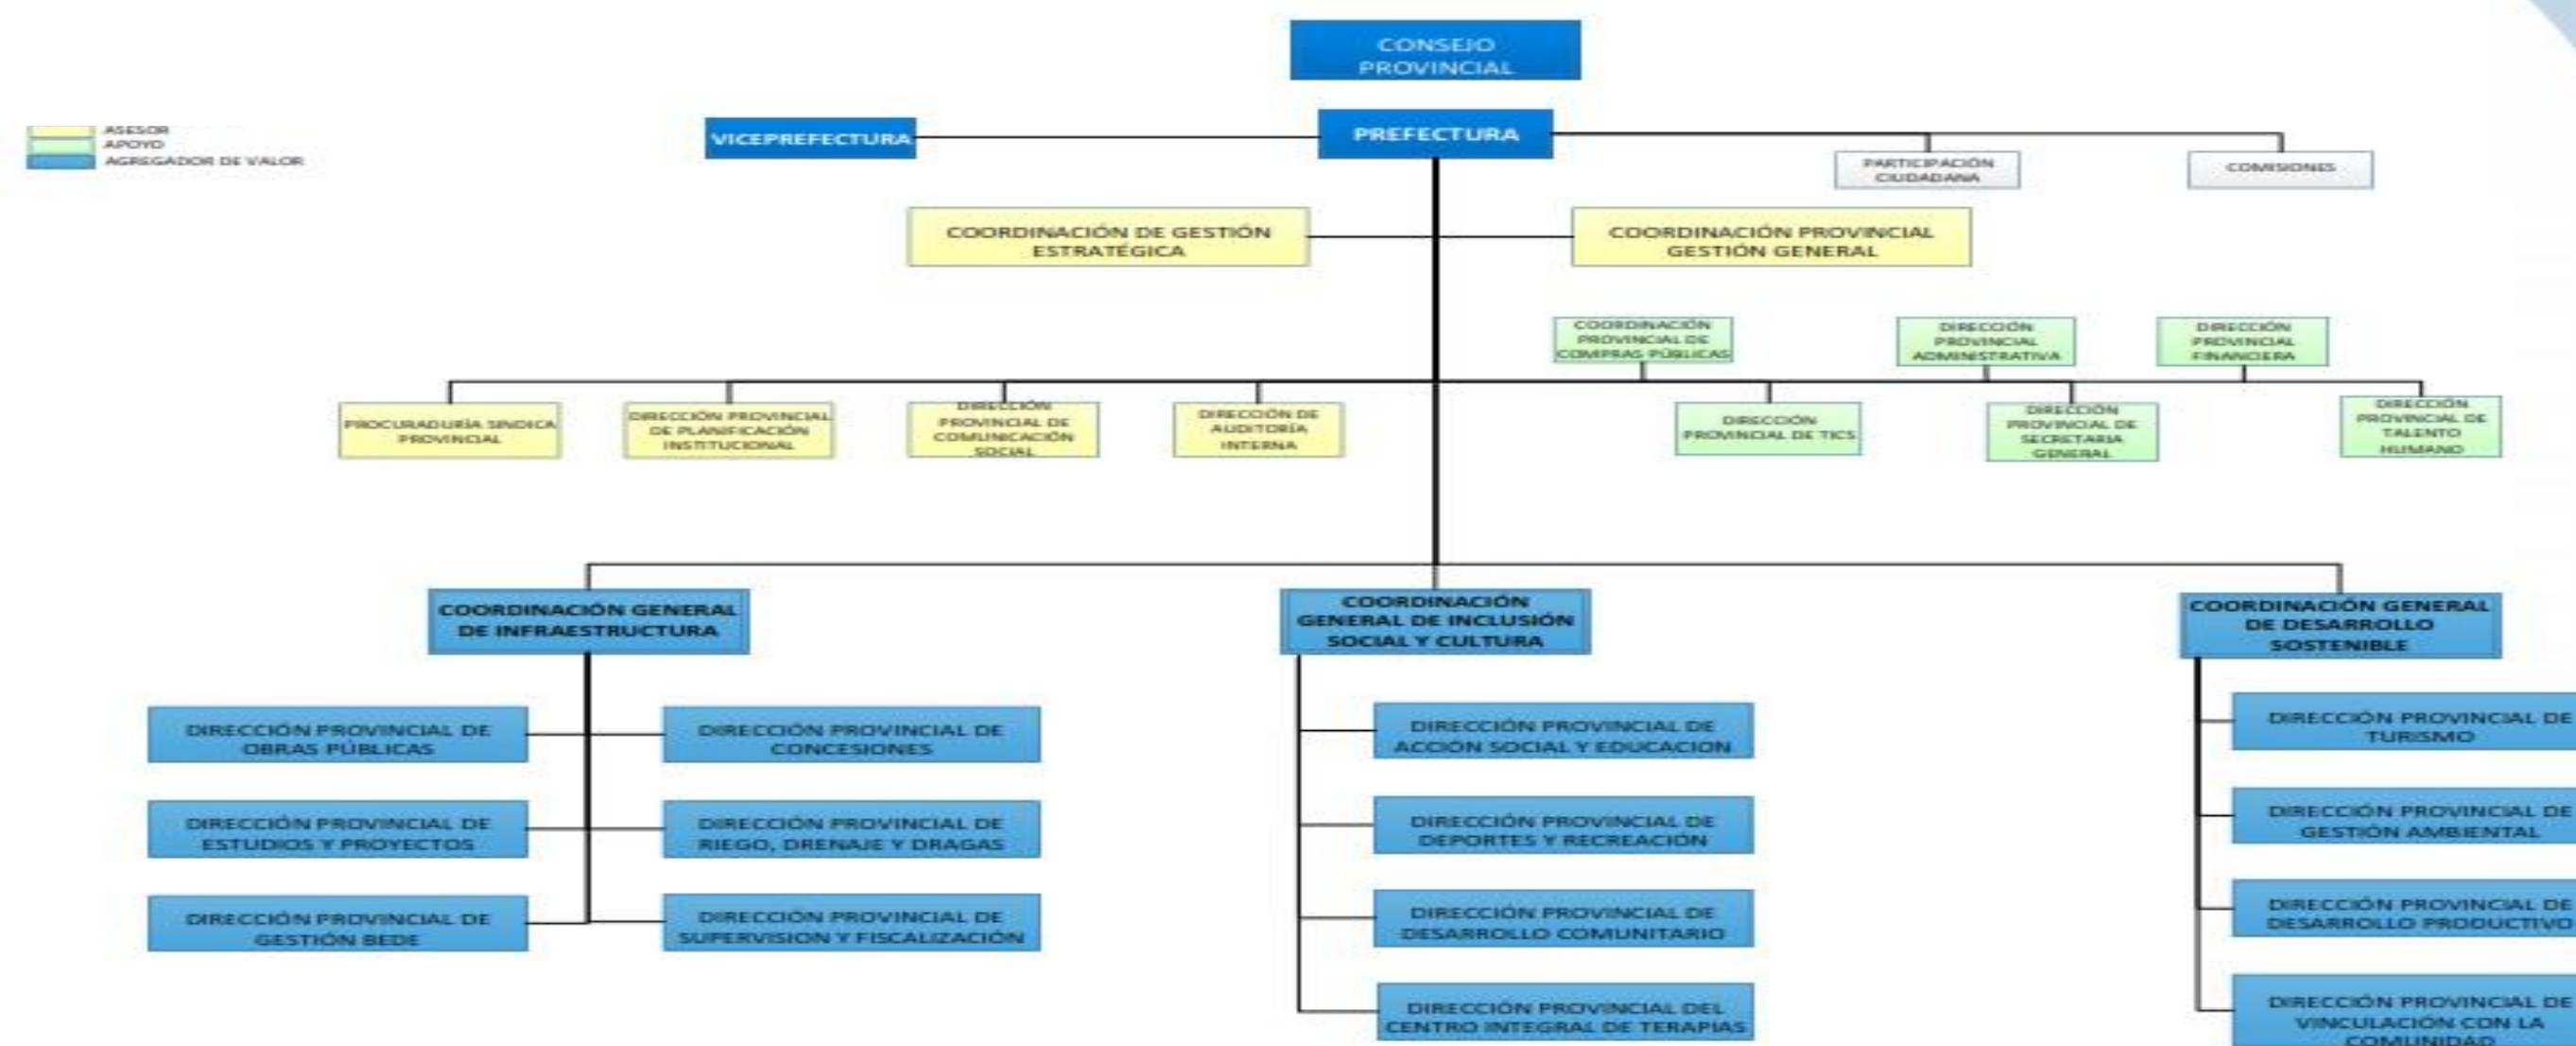 CONSEJO
PROVINCIAL
VICEPREFECTURA
PREFECTURA
ASESOR
APOYO
AGREGADOR DE VALOR
PARTICIPACIÓN
CIUDADANA
COMISIONES
COORDINACIÓN DE GESTIÓN
ESTRATÉGICA
COORDINACIÓN PROVINCIAL
GESTIÓN GENERAL
COORDINACIÓN
PROVINCIAL DE
COMPRAS PÚBLICAS
DIRECCIÓN
PROVINCIAL
ADMINISTRATIVA
DIRECCIÓN
PROVINCIAL
FINANCIERA
PROCURADURÍA SINDICA
PROVINCIAL
DIRECCIÓN PROVINCIAL
DE PLANIFICACIÓN
INSTITUCIONAL
DIRECCIÓN
PROVINCIAL DE
COMUNICACIÓN
SOCIAL
DIRECCIÓN DE
AUDITORÍA
INTERNA
DIRECCIÓN
PROVINCIAL DE TICS
DIRECCIÓN
PROVINCIAL DE
SECRETARIA
GENERAL
DIRECCIÓN
PROVINCIAL DE
TALENTO
HUMANO
COORDINACIÓN GENERAL
DE INFRAESTRUCTURA
COORDINACIÓN
GENERAL DE INCLUSIÓN
SOCIAL Y CULTURA
COORDINACIÓN GENERAL
DE DESARROLLO
SOSTENIBLE
DIRECCIÓN PROVINCIAL DE
OBRAS PÚBLICAS
DIRECCIÓN PROVINCIAL DE
CONCESIONES
DIRECCIÓN PROVINCIAL DE
ESTUDIOS Y PROYECTOS
DIRECCIÓN PROVINCIAL DE
RIEGO, DRENAJE Y DRAGAS
DIRECCIÓN PROVINCIAL DE
GESTIÓN BEDE
DIRECCIÓN PROVINCIAL DE
SUPERVISION Y FISCALIZACIÓN
DIRECCIÓN PROVINCIAL DE
ACCIÓN SOCIAL Y EDUCACION
DIRECCIÓN PROVINCIAL DE
DEPORTES Y RECREACIÓN
DIRECCIÓN PROVINCIAL DE
DESARROLLO COMUNITARIO
DIRECCIÓN PROVINCIAL DEL
CENTRO INTEGRAL DE TERAPIAS
DIRECCIÓN PROVINCIAL DE
TURISMO
DIRECCIÓN PROVINCIAL DE
GESTIÓN AMBIENTAL
DIRECCIÓN PROVINCIAL DE
DESARROLLO PRODUCTIVO
DIRECCIÓN PROVINCIAL DE
VINCULACIÓN CON LA
COMUNIDAD